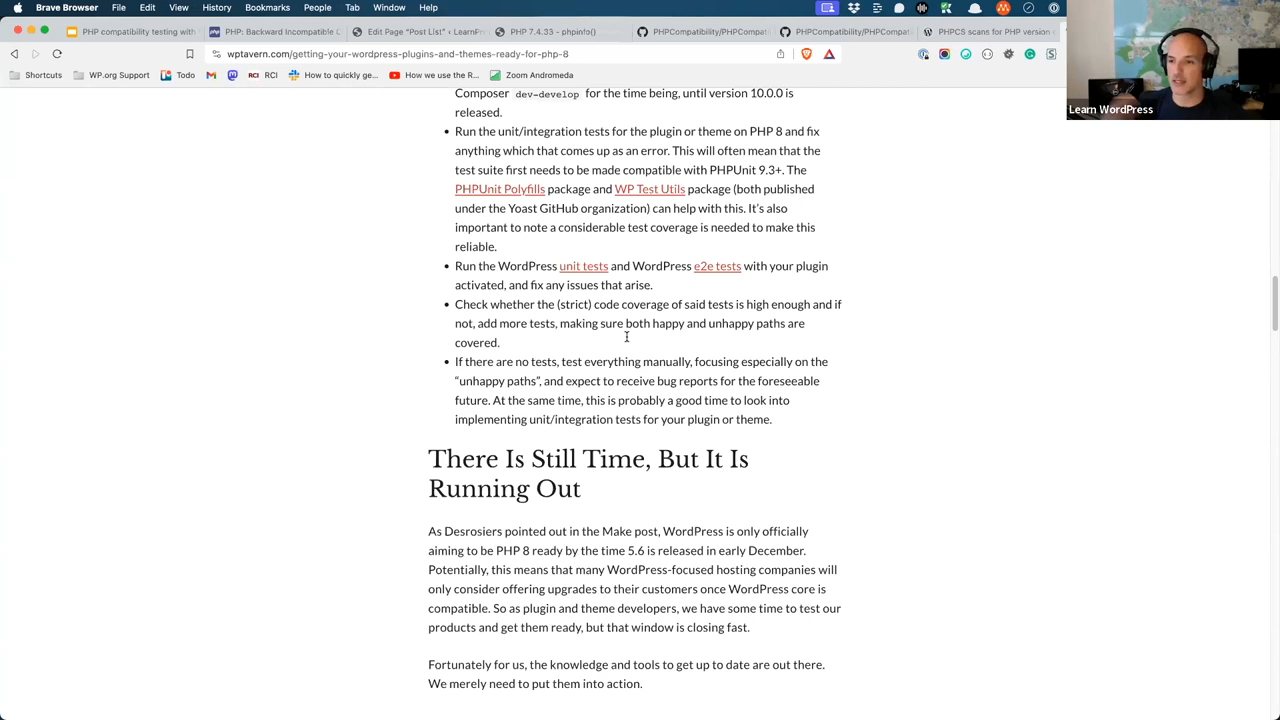 PHP compatibility testing with
PHP: Backward Incompatible C
Edit Page "Post List" ‹ LearnPr
PHP 7.4.33 - phpinfo()
PHPCompatibility/PHPCompati
PHPCompatibility/PHPCompat
PHPCS scans for PHP version c
wptavern.com/getting-your-wordpress-plugins-and-themes-ready-for-php-8
Shortcuts
WP.org Support
Todo
RCI
How to quickly ge...
How we use the R...
Zoom Andromeda
Learn WordPress
Composer dev-develop for the time being, until version 10.0.0 is
released.
• Run the unit/integration tests for the plugin or theme on PHP 8 and fix
anything which that comes up as an error. This will often mean that the
test suite first needs to be made compatible with PHPUnit 9.3+. The
PHPUnit Polyfills package and WP Test Utils package (both published
under the Yoast GitHub organization) can help with this. It's also
important to note a considerable test coverage is needed to make this
reliable.
• Run the WordPress unit tests and WordPress e2e tests with your plugin
activated, and fix any issues that arise.
• Check whether the (strict) code coverage of said tests is high enough and if
not, add more tests, making sure both happy and unhappy paths are
covered.
• If there are no tests, test everything manually, focusing especially on the
“unhappy paths”, and expect to receive bug reports for the foreseeable
future. At the same time, this is probably a good time to look into
implementing unit/integration tests for your plugin or theme.
There Is Still Time, But It Is
Running Out
As Desrosiers pointed out in the Make post, WordPress is only officially
aiming to be PHP 8 ready by the time 5.6 is released in early December.
Potentially, this means that many WordPress-focused hosting companies will
only consider offering upgrades to their customers once WordPress core is
compatible. So as plugin and theme developers, we have some time to test our
products and get them ready, but that window is closing fast.
Fortunately for us, the knowledge and tools to get up to date are out there.
We merely need to put them into action.